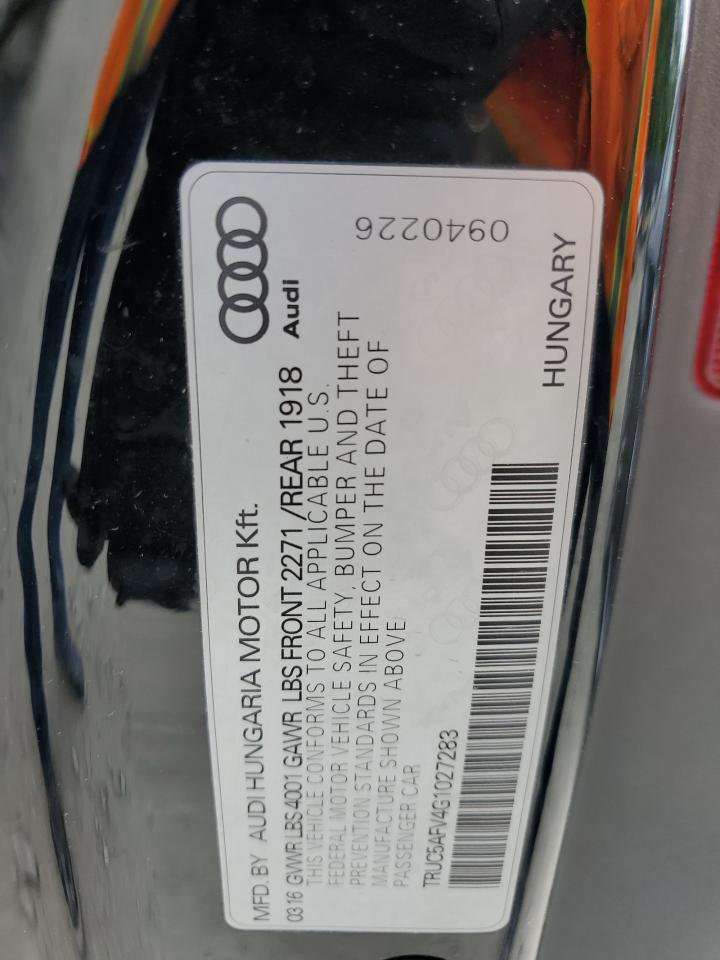 MFD. BY AUDI HUNGARIA MOTOR Kft.
0316 GVWR LBS 4001 GAWR LBS FRONT 2271 /REAR 1918
Audi
THIS VEHICLE CONFORMS TO ALL APPLICABLE U.S.
FEDERAL MOTOR VEHICLE SAFETY, BUMPER AND THEFT
PREVENTION STANDARDS IN EFFECT ON THE DATE OF
MANUFACTURE SHOWN ABOVE
PASSENGER CAR
0940226
TRUC5AFV4G1027283
HUNGARY